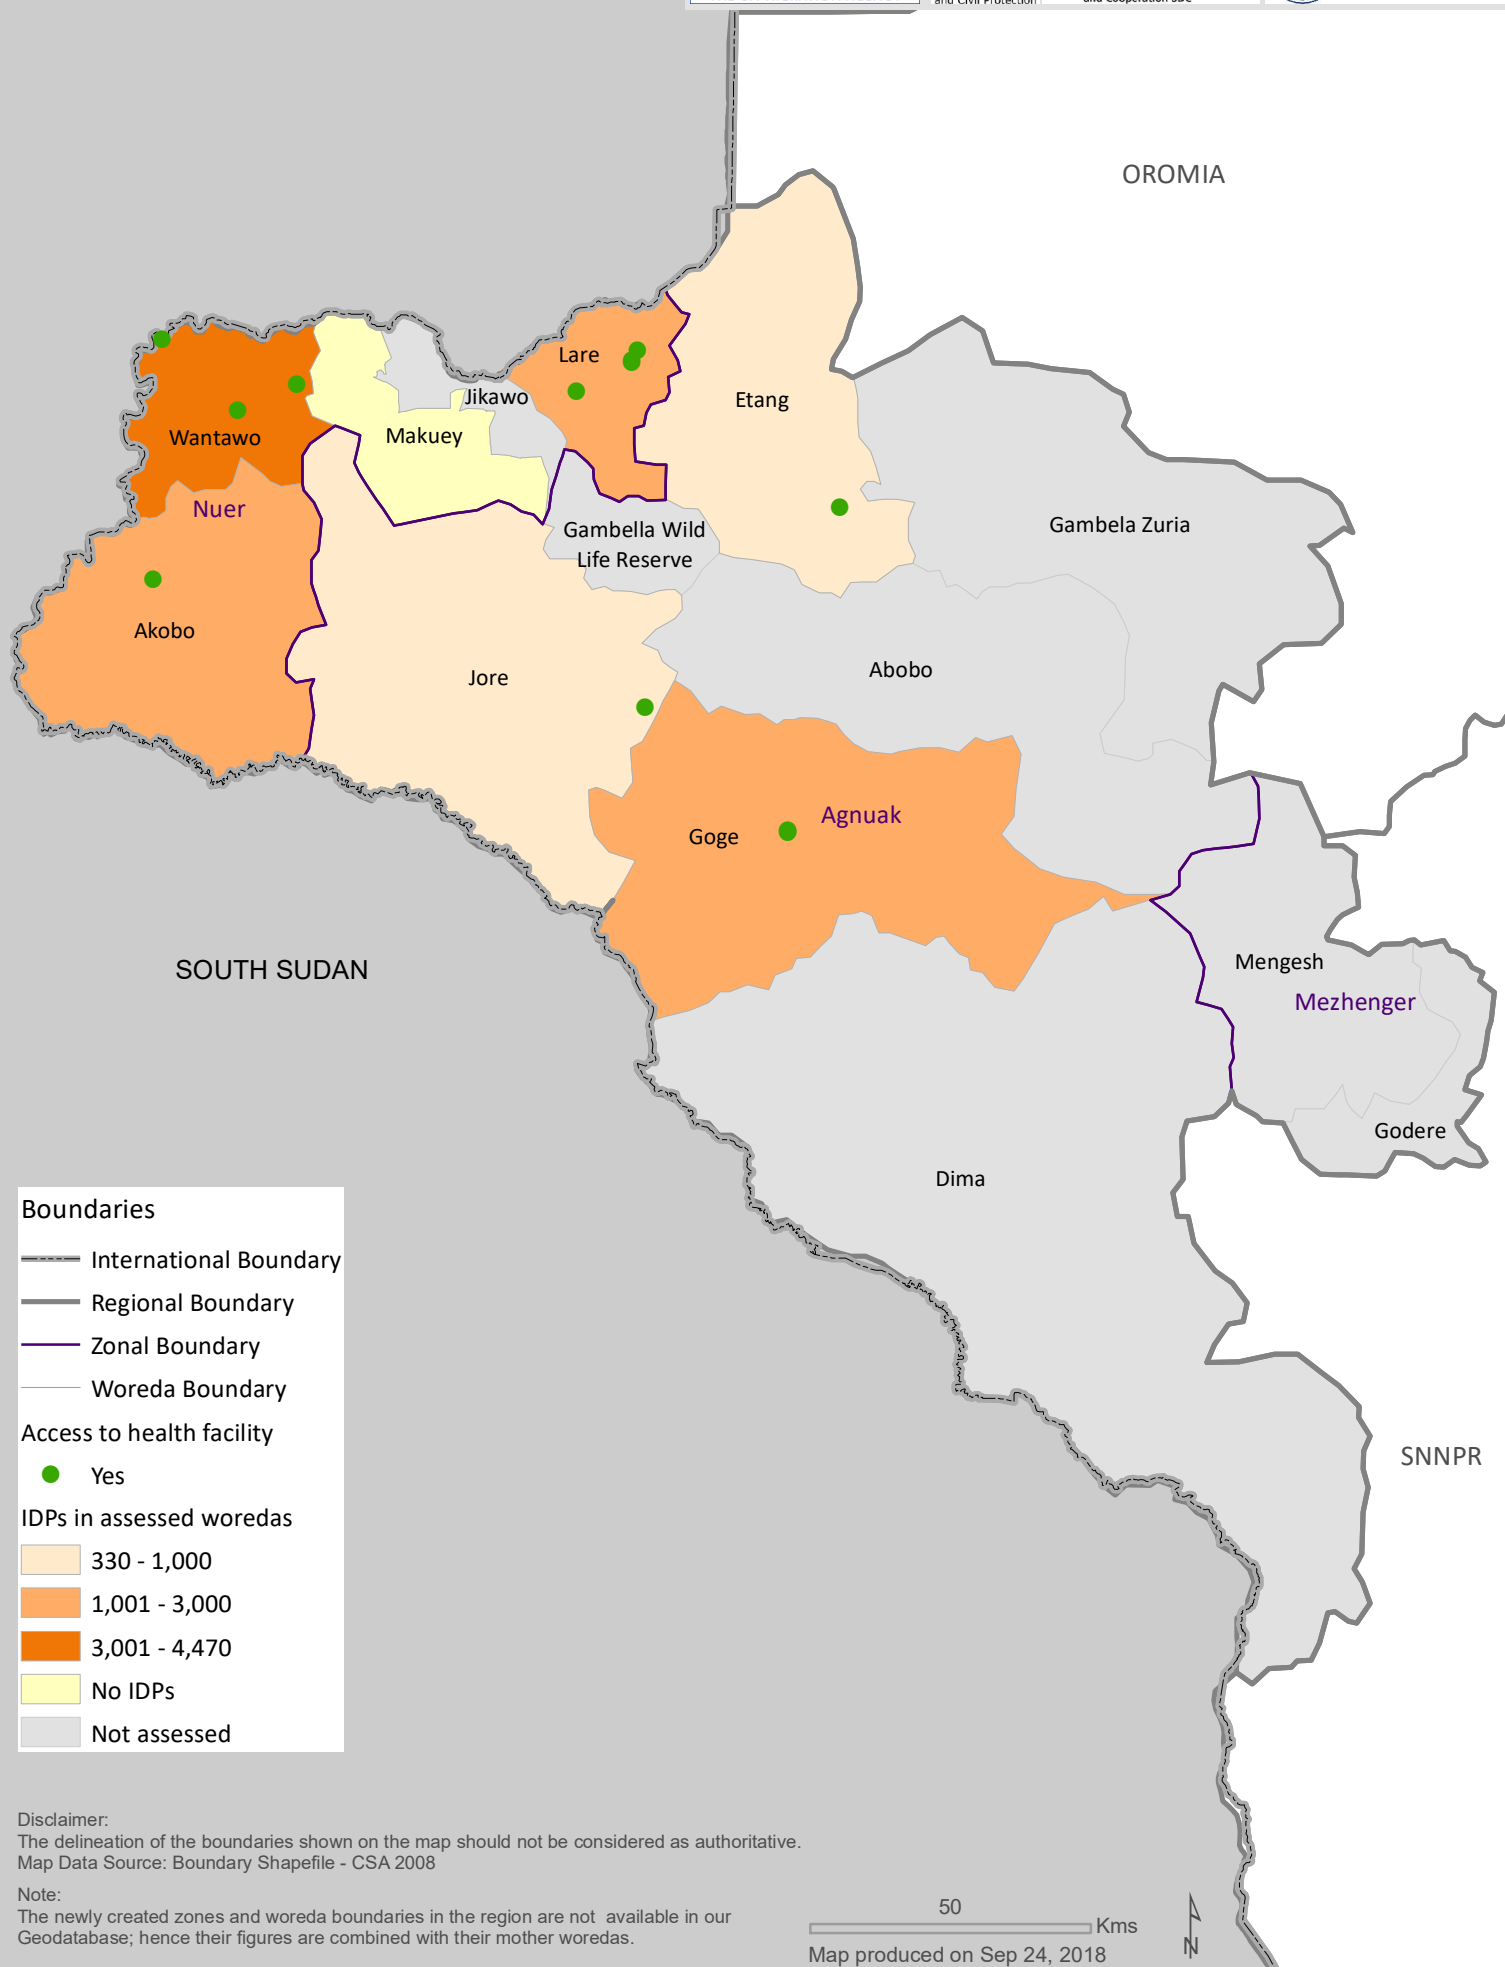 and Civil Protection
and Cooperation SDC
OROMIA
Lare
Jikawo
Etang
Makuey
Wantawo
Nuer
Gambella Wild
Life Reserve
Gambela Zuria
Akobo
Jore
Abobo
Agnuak
Goge
SOUTH SUDAN
Mengesh
Mezhenger
Godere
Dima
SNNPR
Boundaries
International Boundary
Regional Boundary
Zonal Boundary
Woreda Boundary
Access to health facility
Yes
IDPs in assessed woredas
330 - 1,000
1,001 - 3,000
3,001 - 4,470
No IDPs
Not assessed
Disclaimer:
The delineation of the boundaries shown on the map should not be considered as authoritative.
Map Data Source: Boundary Shapefile - CSA 2008
Note:
The newly created zones and woreda boundaries in the region are not available in our
Geodatabase; hence their figures are combined with their mother woredas.
50
Kms
N
Map produced on Sep 24, 2018